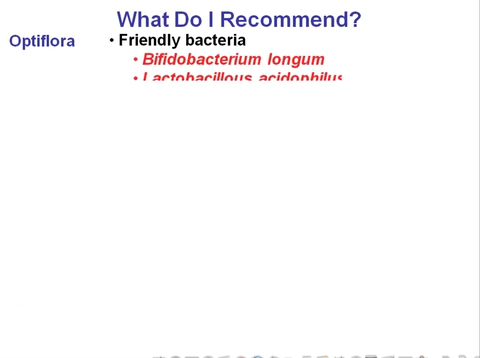 What Do I Recommend?
Optiflora
• Friendly bacteria
• Bifidobacterium longum
• Lactobacillous acidophilus